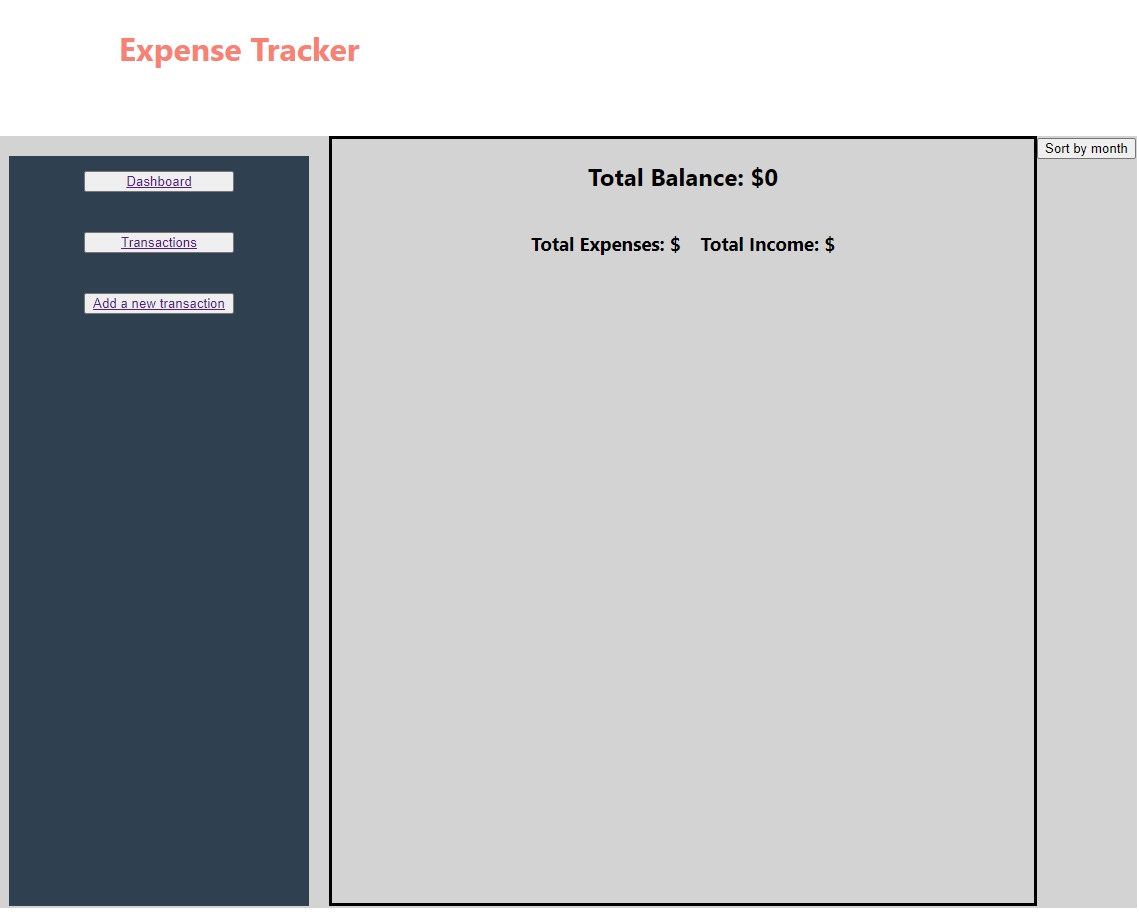 Expense Tracker
Sort by month
Dashboard
Transactions
Add a new transaction
Total Balance: $0
Total Expenses: $ Total Income: $